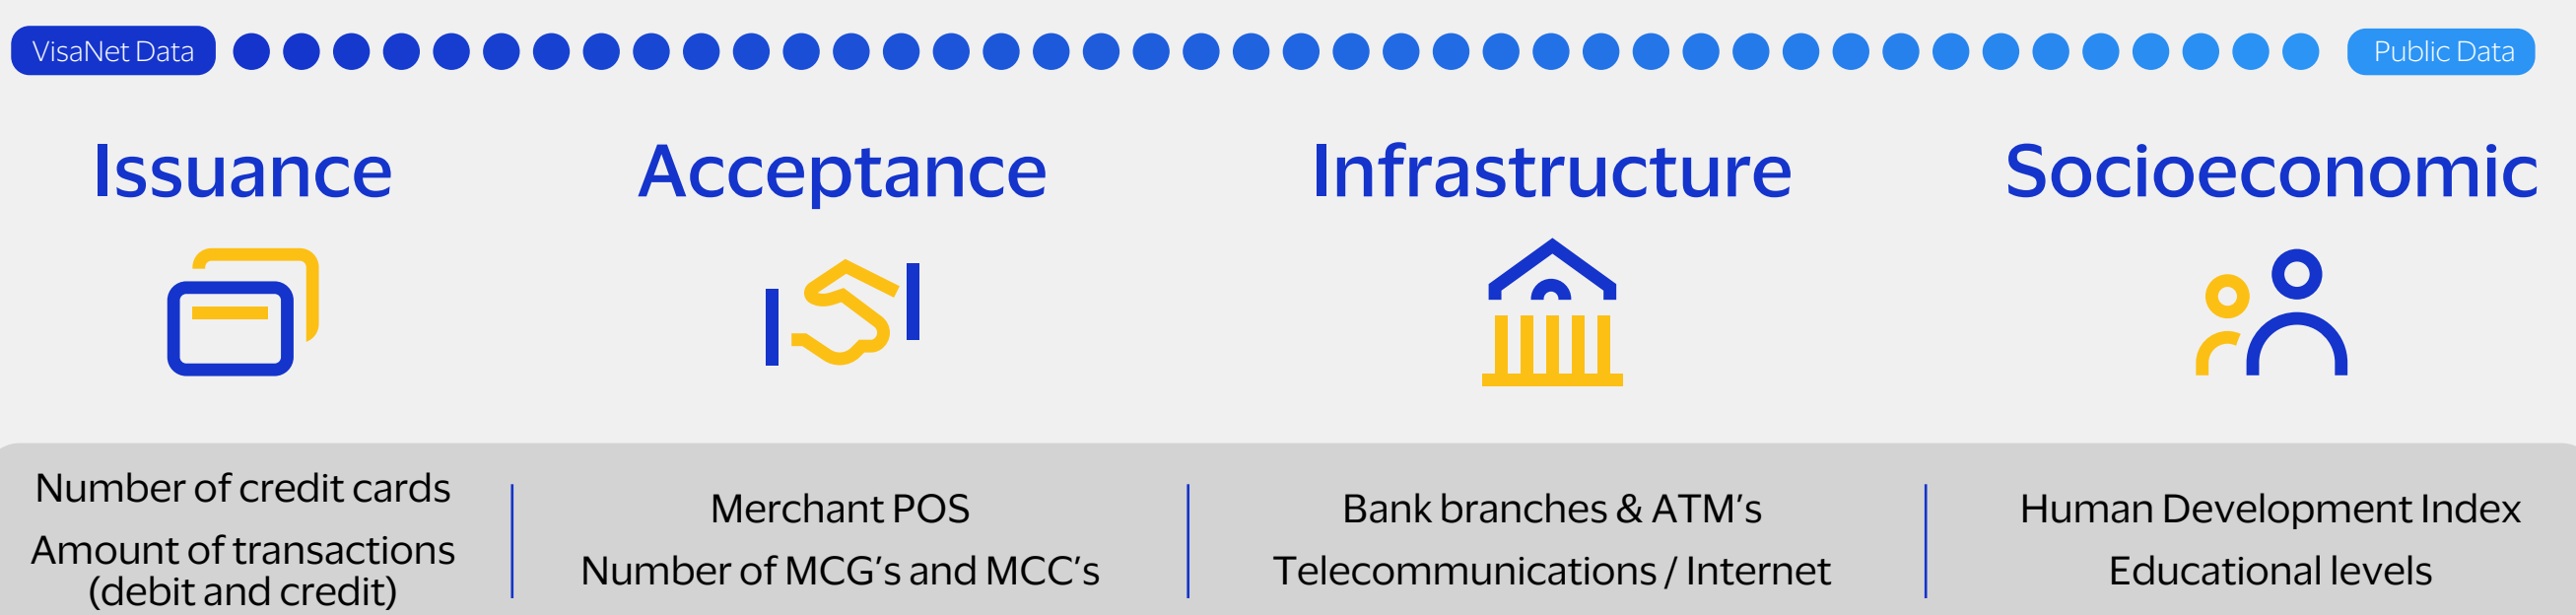 VisaNet Data
Public Data
Issuance
Acceptance
Infrastructure
Socioeconomic
Number of credit cards
Amount of transactions
(debit and credit)
Merchant POS
Number of MCG's and MCC's
Bank branches & ATM's
Telecommunications / Internet
Human Development Index
Educational levels